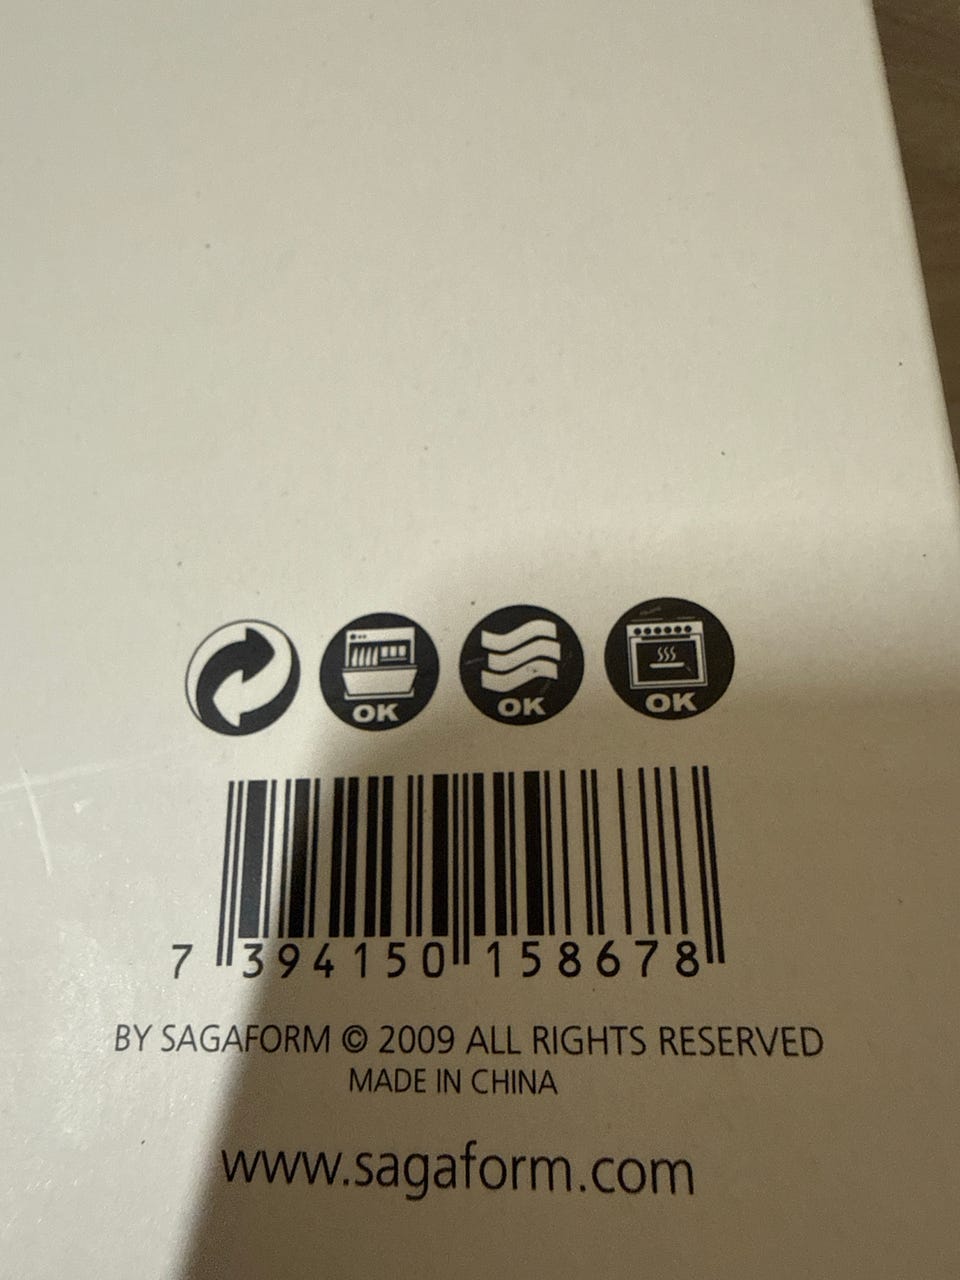 OK OK OK
7 394150 158678
BY SAGAFORM © 2009 ALL RIGHTS RESERVED
MADE IN CHINA
www.sagaform.com